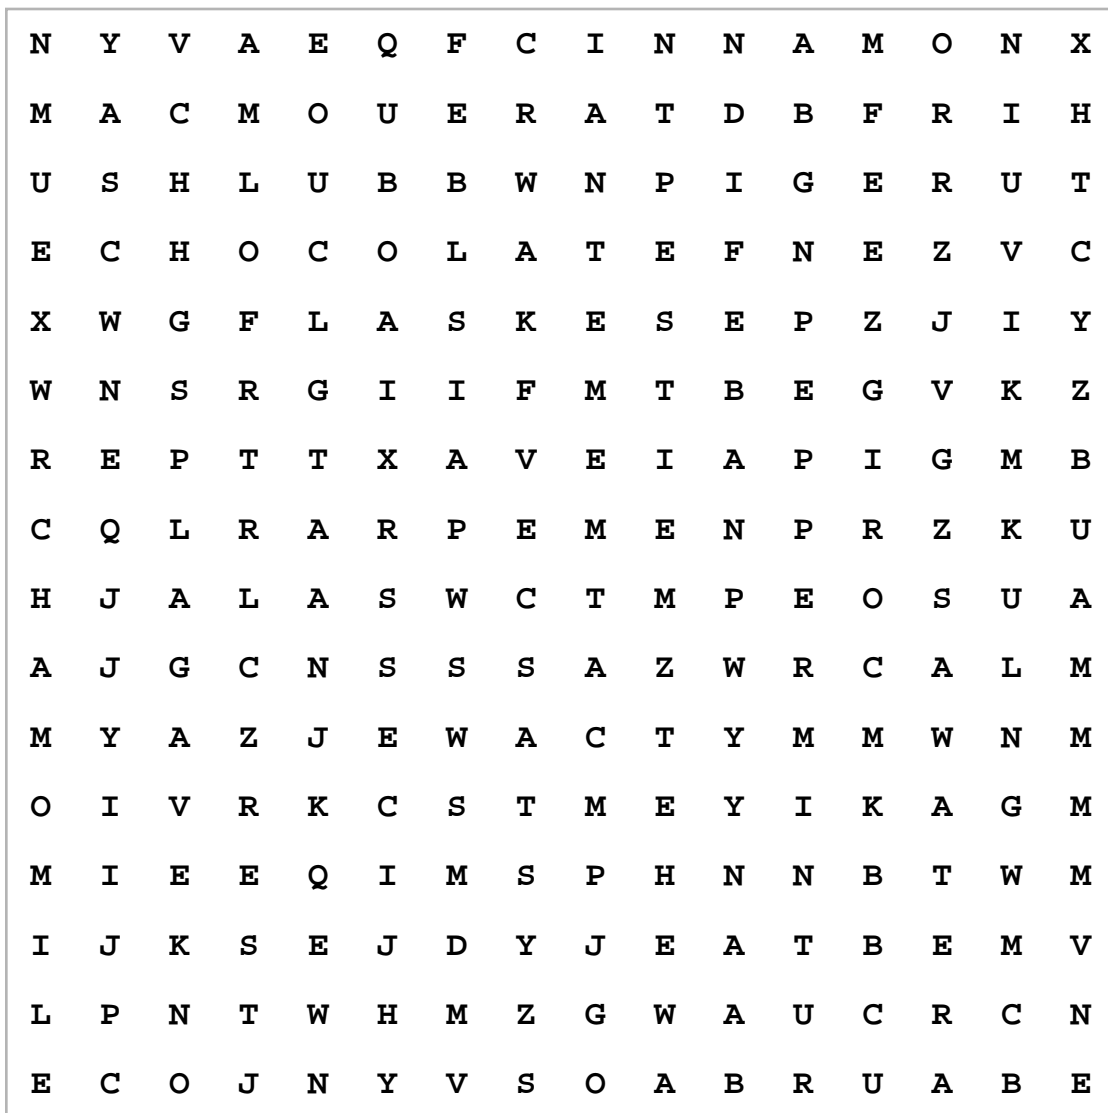 N Y V A E Q F C I N N A M O N X
M A C M O U E R A T D B F R I H
U S H L U B B W N P I G E R U T
E C H O C O L A T E F N E Z V C
X W G F L A S K E S E P Z J I Y
W N S R G I I F M T B E G V K Z
R E P T T X A V E I A P I G M B
C Q L R A R P E M E N P R Z K U
H J A L A S W C T M P E O S U A
A J G C N S S S A Z W R C A L M
M Y A Z J E W A C T Y M M W N M
O I V R K C S T M E Y I K A G M
M I E E Q I M S P H N N B T W M
I J K S E J D Y J E A T B E M V
L P N T W H M Z G W A U C R C N
E C O J N Y V S O A B R U A B E